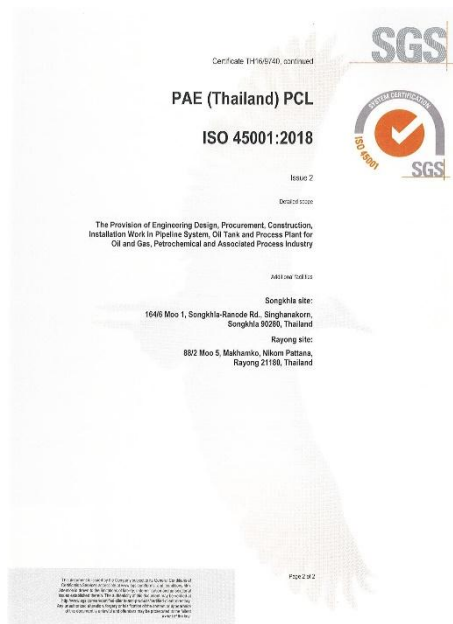 SGS
Certificate TH16/9740, continued
PAE (Thailand) PCL
ISO 45001:2018
SYSTEM CERTIFICATION
ISO 45001
SGS
Issue 2
Detailed scope
The Provision of Engineering Design, Procurement, Construction,
Installation Work in Pipeline System, Oil Tank and Process Plant for
Oil and Gas, Petrochemical and Associated Process Industry
Additional facilities
Songkhla site:
164/6 Moo 1, Songkhla-Ranode Rd., Singhanakorn,
Songkhla 90280, Thailand
Rayong site:
88/2 Moo 5, Makhamko, Nikom Pattana,
Rayong 21180, Thailand
Page 2 of 2